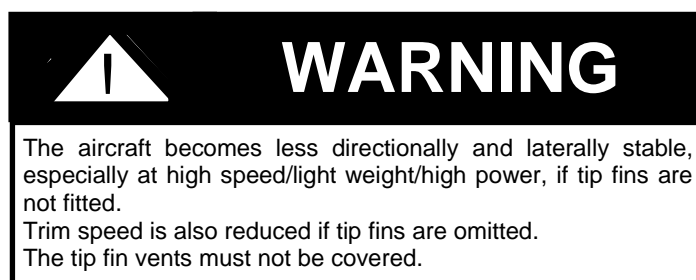 WARNING
The aircraft becomes less directionally and laterally stable,
especially at high speed/light weight/high power, if tip fins are
not fitted.
Trim speed is also reduced if tip fins are omitted.
The tip fin vents must not be covered.